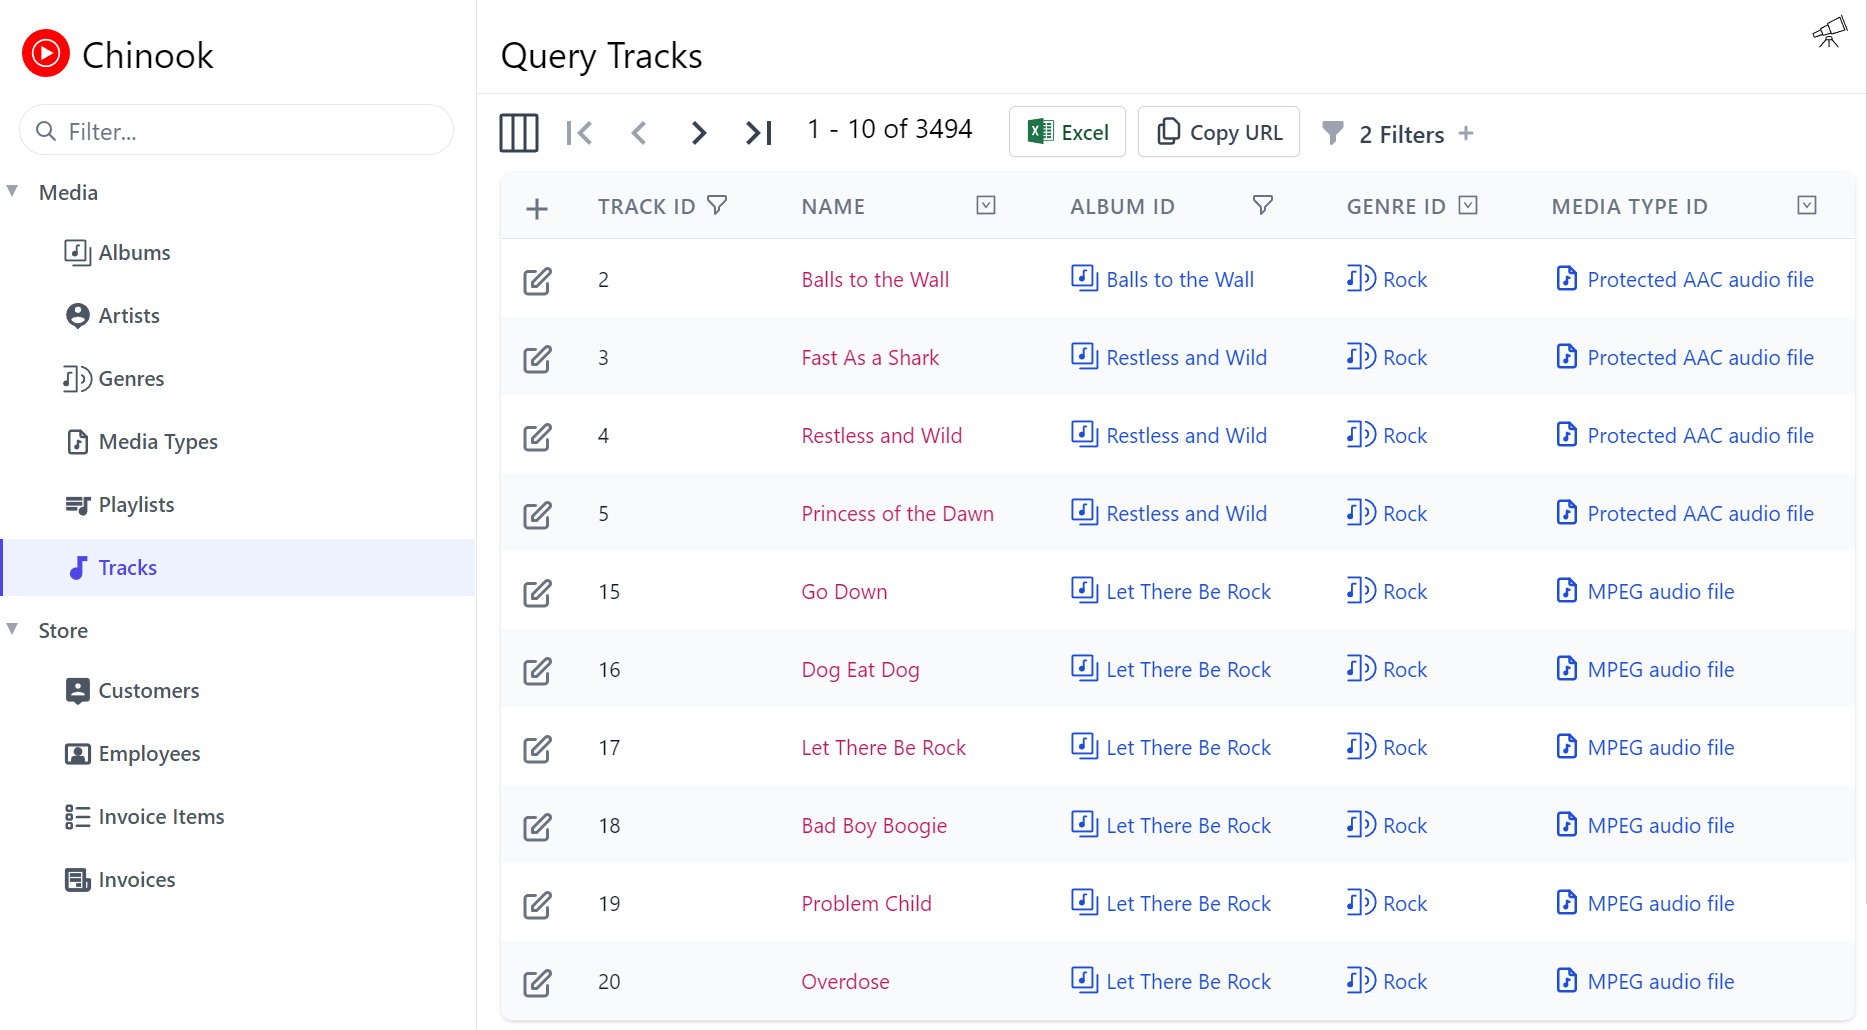 Chinook
Filter...
Media
Albums
Artists
Genres
Media Types
Playlists
Tracks
Store
Customers
Employees
Invoice Items
Invoices
Query Tracks
1 - 10 of 3494 Excel Copy URL 2 Filters +
TRACK ID NAME ALBUM ID GENRE ID MEDIA TYPE ID
2 Balls to the Wall Balls to the Wall Rock Protected AAC audio file
3 Fast As a Shark Restless and Wild Rock Protected AAC audio file
4 Restless and Wild Restless and Wild Rock Protected AAC audio file
5 Princess of the Dawn Restless and Wild Rock Protected AAC audio file
15 Go Down Let There Be Rock Rock MPEG audio file
16 Dog Eat Dog Let There Be Rock Rock MPEG audio file
17 Let There Be Rock Let There Be Rock Rock MPEG audio file
18 Bad Boy Boogie Let There Be Rock Rock MPEG audio file
19 Problem Child Let There Be Rock Rock MPEG audio file
20 Overdose Let There Be Rock Rock MPEG audio file